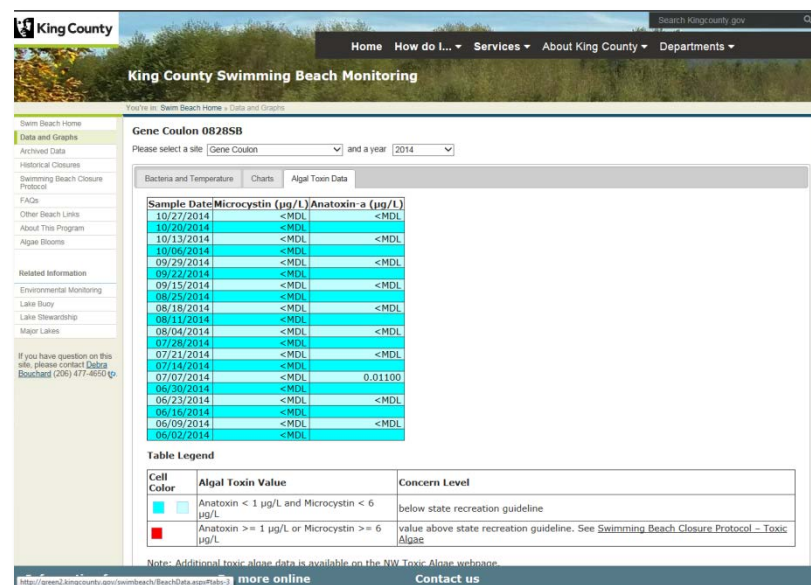 King County
Search Kingcounty.gov
Home How do I... Services About King County Departments
King County Swimming Beach Monitoring
You're in: Swim Beach Home » Data and Graphs
Swim Beach Home
Data and Graphs
Archived Data
Historical Closures
Swimming Beach Closure
Protocol
FAQs
Other Beach Links
About This Program
Algae Blooms
Related Information
Environmental Monitoring
Lake Buoy
Lake Stewardship
Major Lakes
If you have question on this
site, please contact Debra
Bouchard (206) 477-4650
Gene Coulon 0828SB
Please select a site Gene Coulon and a year 2014
Bacteria and Temperature Charts Algal Toxin Data
Sample Date Microcystin (µg/L) Anatoxin-a (µg/L)
10/27/2014 <MDL <MDL
10/20/2014 <MDL
10/13/2014 <MDL <MDL
10/06/2014 <MDL
09/29/2014 <MDL <MDL
09/22/2014 <MDL
09/15/2014 <MDL <MDL
08/25/2014 <MDL
08/18/2014 <MDL <MDL
08/11/2014 <MDL
08/04/2014 <MDL <MDL
07/28/2014 <MDL
07/21/2014 <MDL <MDL
07/14/2014 <MDL
07/07/2014 <MDL 0.01100
06/30/2014 <MDL
06/23/2014 <MDL <MDL
06/16/2014 <MDL
06/09/2014 <MDL <MDL
06/02/2014 <MDL
Table Legend
Cell
Color Algal Toxin Value Concern Level
Anatoxin < 1 µg/L and Microcystin < 6
µg/L below state recreation guideline
Anatoxin >= 1 µg/L or Microcystin >= 6
µg/L value above state recreation guideline. See Swimming Beach Closure Protocol – Toxic
Algae
Note: Additional toxic algae data is available on the NW Toxic Algae webpage.
more online Contact us
http://green2.kingcounty.gov/swimbeach/BeachData.aspx#tabs-3